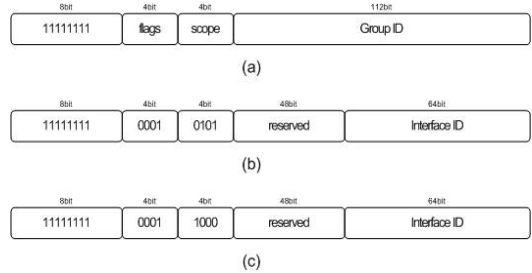 8bit 4bit 4bit 112bit
11111111 flags scope Group ID
(a)
8bit 4bit 4bit 48bit 64bit
11111111 0001 0101 reserved Interface ID
(b)
8bit 4bit 4bit 48bit 64bit
11111111 0001 1000 reserved Interface ID
(c)